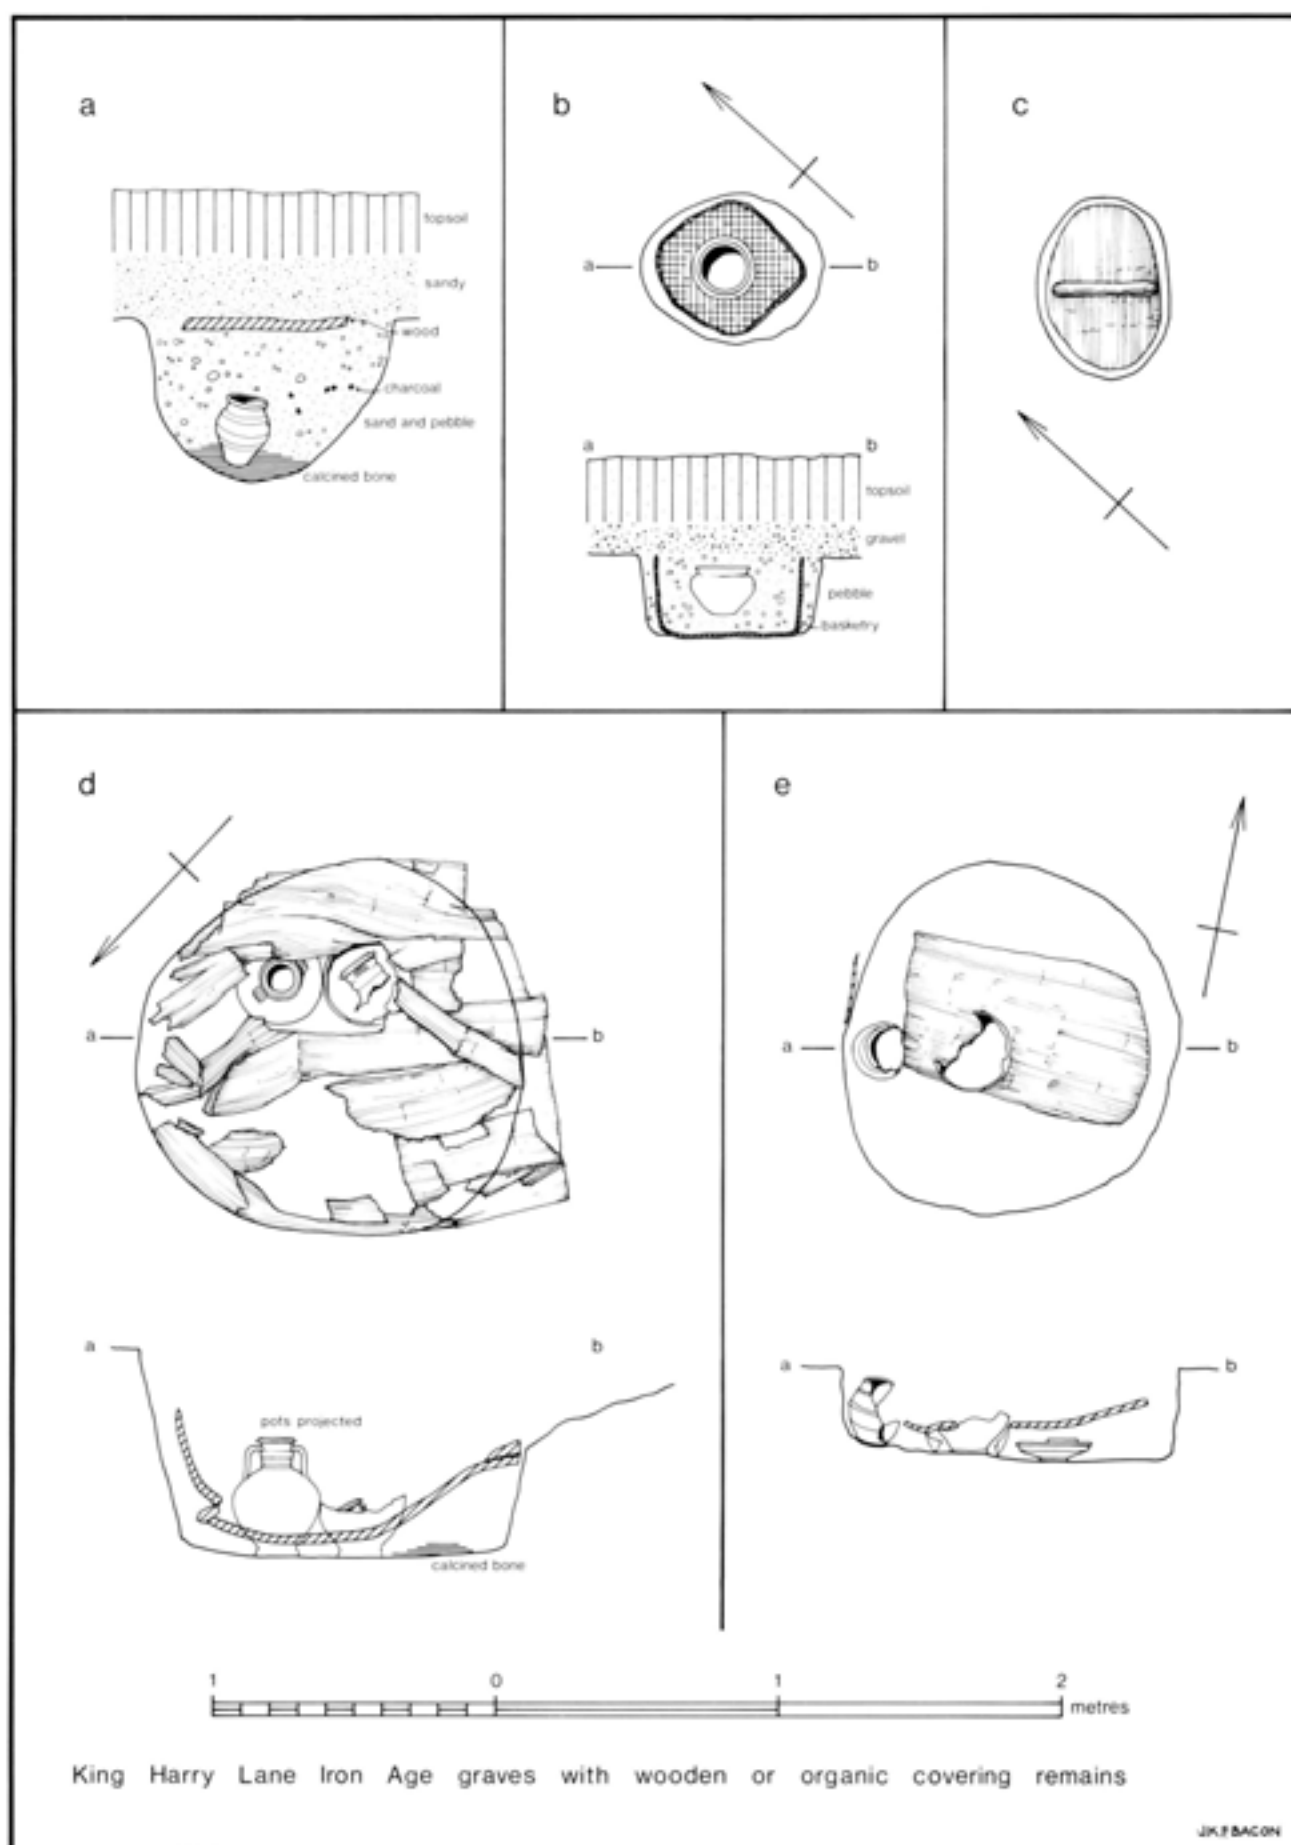 a
topsoil
sandy
wood
charcoal
sand and pebble
calcined bone
b
a b
a b
topsoil
gravel
pebble
basketry
c
d
a b
a b
pots projected
calcined bone
e
a b
a b
1 0 1 2
metres
King Harry Lane Iron Age graves with wooden or organic covering remains
J.K.F BACON